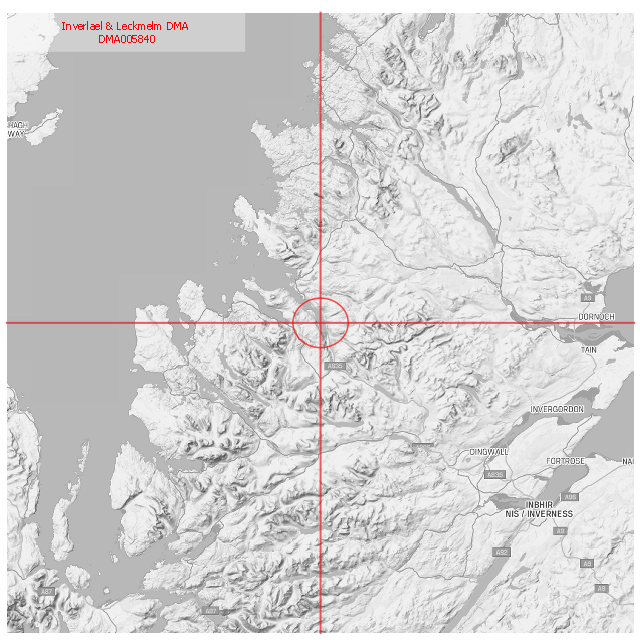 Inverlael & Leckmelm DMA
DMA005840
WAY
A9
DORNOCH
TAIN
A835
INVERGORDON
DINGWALL
FORTROSE
NA
A835
A96
INBHIR
NIS / INVERNESS
A9
A82
A9
A9
A87
A87